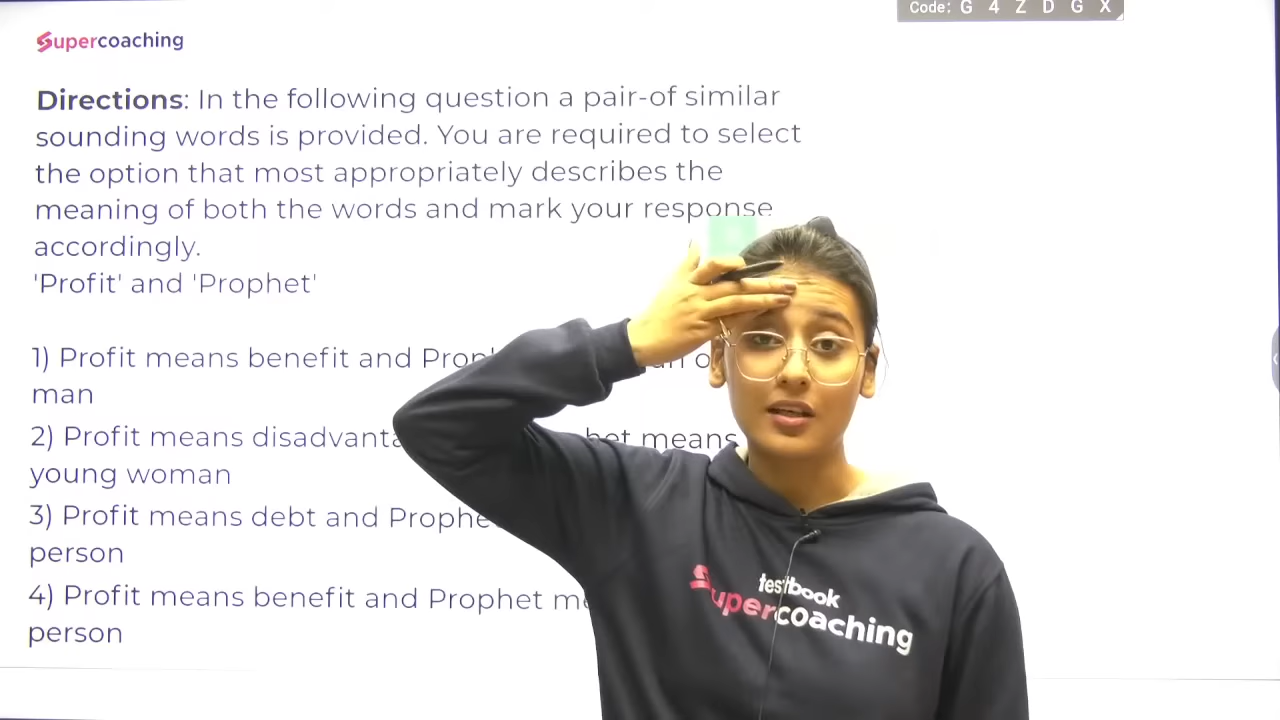 Code: G 4 Z D G X
Supercoaching
Directions: In the following question a pair-of similar
sounding words is provided. You are required to select
the option that most appropriately describes the
meaning of both the words and mark your response
accordingly.
'Profit' and 'Prophet'
1) Profit means benefit and
man
2) Profit means means
young woman
3) Profit means debt and
person
4) Profit means benefit and Prophet
person
testbook
Supercoaching